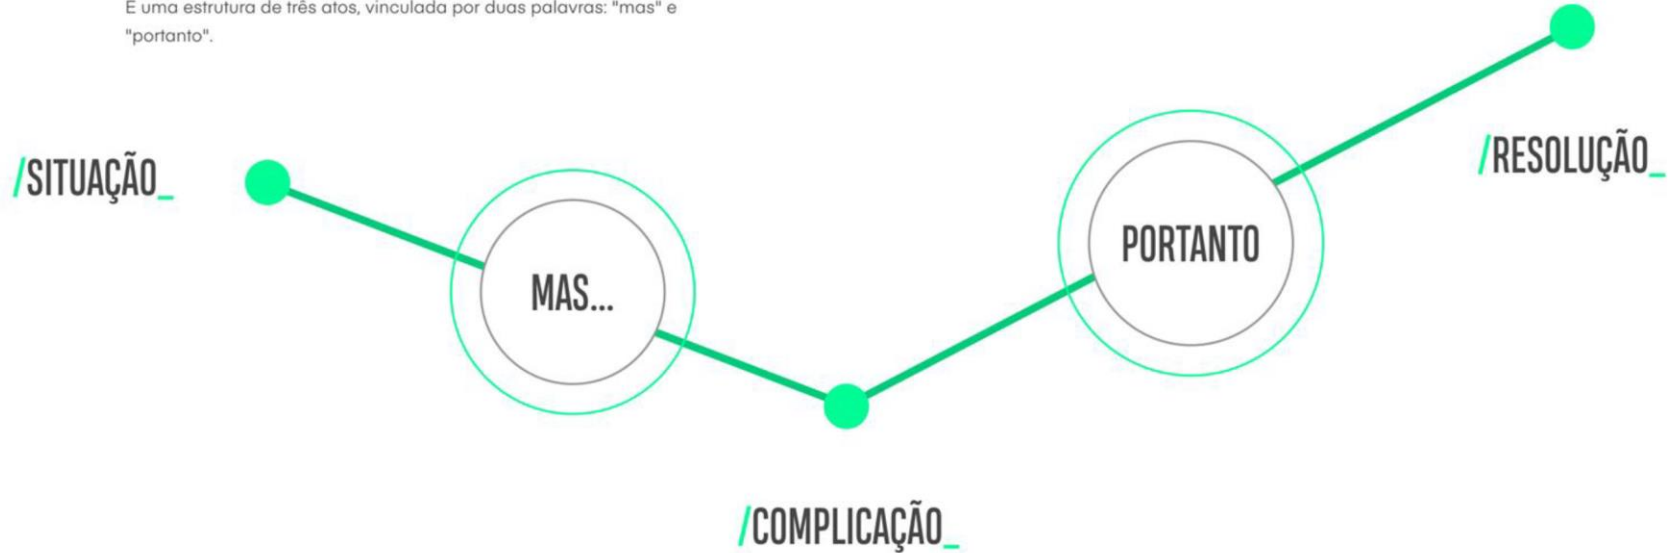 É uma estrutura de três atos, vinculada por duas palavras: "mas" e
"portanto".
/SITUAÇÃO_
MAS...
/COMPLICAÇÃO_
PORTANTO
/RESOLUÇÃO_